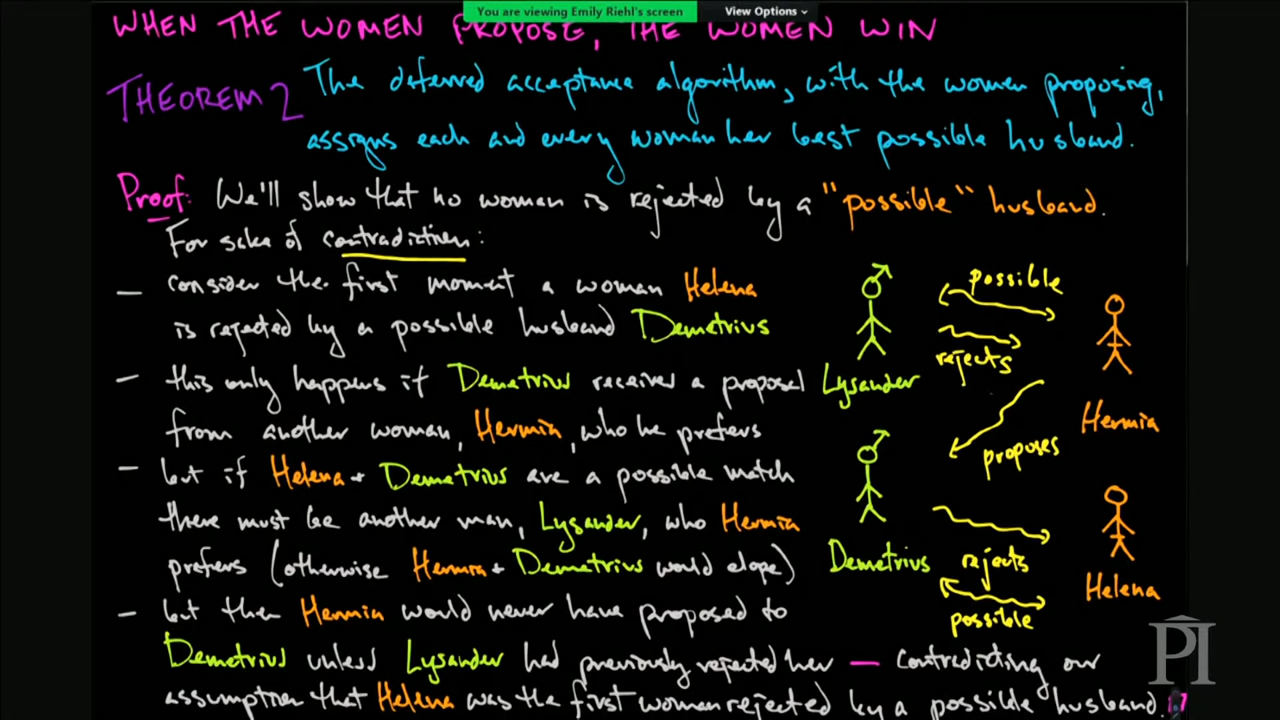 You are viewing Emily Riehl's screen View Options
WHEN THE WOMEN PROPOSE, THE WOMEN WIN
THEOREM 2 The deferred acceptance algorithm, with the women proposing,
assigns each and every woman her best possible husband.
Proof: We'll show that no woman is rejected by a "possible" husband.
For sake of contradiction:
– consider the first moment a woman Helena
is rejected by a possible husband Demetrius
– this only happens if Demetrius receives a proposal
from another woman, Hermia, who he prefers
– but if Helena + Demetrius are a possible match
there must be another man, Lysander, who Hermia
prefers (otherwise Hermia + Demetrius would elope)
– but then Hermia would never have proposed to
Demetrius unless Lysander had previously rejected her — contradicting our
assumption that Helena was the first woman rejected by a possible husband.
possible
rejects
Lysander
Hermia
proposes
Demetrius
rejects
Helena
possible
PI